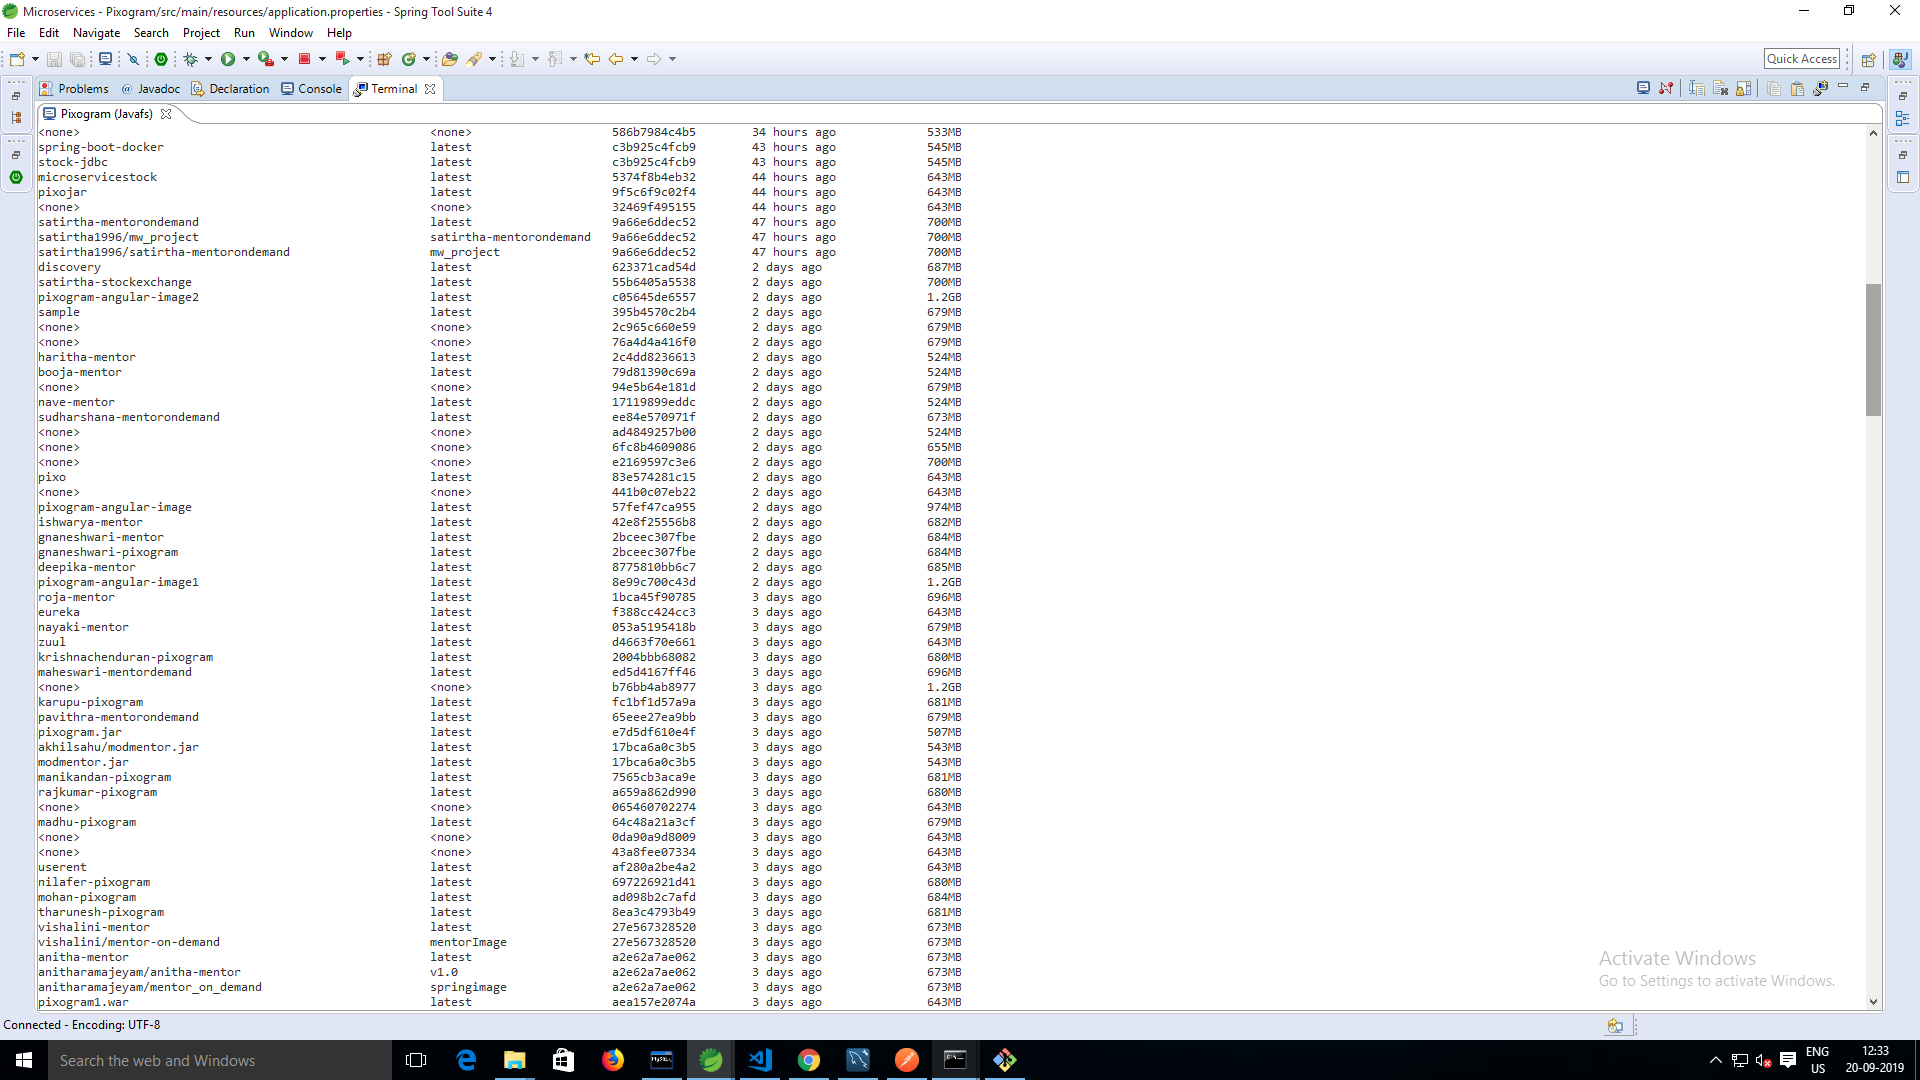 Microservices - Pixogram/src/main/resources/application.properties - Spring Tool Suite 4
File Edit Navigate Search Project Run Window Help
Quick Access
Problems @ Javadoc Declaration Console Terminal
Pixogram (Javafs)
<none> <none> 586b7984c4b5 34 hours ago 533MB
spring-boot-docker latest c3b925c4fcb9 43 hours ago 545MB
stock-jdbc latest c3b925c4fcb9 43 hours ago 545MB
microservicestock latest 5374f8b4eb32 44 hours ago 643MB
pixojar latest 9f5c6f9c02f4 44 hours ago 643MB
<none> <none> 32469f495155 44 hours ago 643MB
satirtha-mentorondemand latest 9a66e6ddec52 47 hours ago 700MB
satirtha1996/mw_project satirtha-mentorondemand 9a66e6ddec52 47 hours ago 700MB
satirtha1996/satirtha-mentorondemand mw_project 9a66e6ddec52 47 hours ago 700MB
discovery latest 623371cad54d 2 days ago 687MB
satirtha-stockexchange latest 55b6405a5538 2 days ago 700MB
pixogram-angular-image2 latest c05645de6557 2 days ago 1.2GB
sample latest 395b4570c2b4 2 days ago 679MB
<none> <none> 2c965c660e59 2 days ago 679MB
<none> <none> 76a4d4a416f0 2 days ago 679MB
haritha-mentor latest 2c4dd8236613 2 days ago 524MB
booja-mentor latest 79d81390c69a 2 days ago 524MB
<none> <none> 94e5b64e181d 2 days ago 679MB
nave-mentor latest 17119899eddc 2 days ago 524MB
sudharshana-mentorondemand latest ee84e570971f 2 days ago 673MB
<none> <none> ad4849257b00 2 days ago 524MB
<none> <none> 6fc8b4609086 2 days ago 655MB
<none> <none> e2169597c3e6 2 days ago 700MB
pixo latest 83e574281c15 2 days ago 643MB
<none> <none> 441b0c07eb22 2 days ago 643MB
pixogram-angular-image latest 57fef47ca955 2 days ago 974MB
ishwarya-mentor latest 42e8f25556b8 2 days ago 682MB
gnaneshwari-mentor latest 2bceec307fbe 2 days ago 684MB
gnaneshwari-pixogram latest 2bceec307fbe 2 days ago 684MB
deepika-mentor latest 8775810bb6c7 2 days ago 685MB
pixogram-angular-image1 latest 8e99c700c43d 2 days ago 1.2GB
roja-mentor latest 1bca45f90785 3 days ago 696MB
eureka latest f388cc424cc3 3 days ago 643MB
nayaki-mentor latest 053a5195418b 3 days ago 679MB
zuul latest d4663f70e661 3 days ago 643MB
krishnachenduran-pixogram latest 2004bbb68082 3 days ago 680MB
maheswari-mentordemand latest ed5d4167ff46 3 days ago 696MB
<none> <none> b76bb4ab8977 3 days ago 1.2GB
karupu-pixogram latest fc1bf1d57a9a 3 days ago 681MB
pavithra-mentorondemand latest 65eee27ea9bb 3 days ago 679MB
pixogram.jar latest e7d5df610e4f 3 days ago 507MB
akhilsahu/modmentor.jar latest 17bca6a0c3b5 3 days ago 543MB
modmentor.jar latest 17bca6a0c3b5 3 days ago 543MB
manikandan-pixogram latest 7565cb3aca9e 3 days ago 681MB
rajkumar-pixogram latest a659a862d990 3 days ago 680MB
<none> <none> 065460702274 3 days ago 643MB
madhu-pixogram latest 64c48a21a3cf 3 days ago 679MB
<none> <none> 0da90a9d8009 3 days ago 643MB
<none> <none> 43a8fee07334 3 days ago 643MB
userent latest af280a2be4a2 3 days ago 643MB
nilafer-pixogram latest 697226921d41 3 days ago 680MB
mohan-pixogram latest ad098b2c7afd 3 days ago 684MB
tharunesh-pixogram latest 8ea3c4793b49 3 days ago 681MB
vishalini-mentor latest 27e567328520 3 days ago 673MB
vishalini/mentor-on-demand mentorImage 27e567328520 3 days ago 673MB
anitha-mentor latest a2e62a7ae062 3 days ago 673MB
anitharamajeyam/anitha-mentor v1.0 a2e62a7ae062 3 days ago 673MB
anitharamajeyam/mentor_on_demand springimage a2e62a7ae062 3 days ago 673MB
pixogram1.war latest aea157e2074a 3 days ago 643MB
Activate Windows
Go to Settings to activate Windows.
Connected - Encoding: UTF-8
Search the web and Windows
ENG
US
12:33
20-09-2019